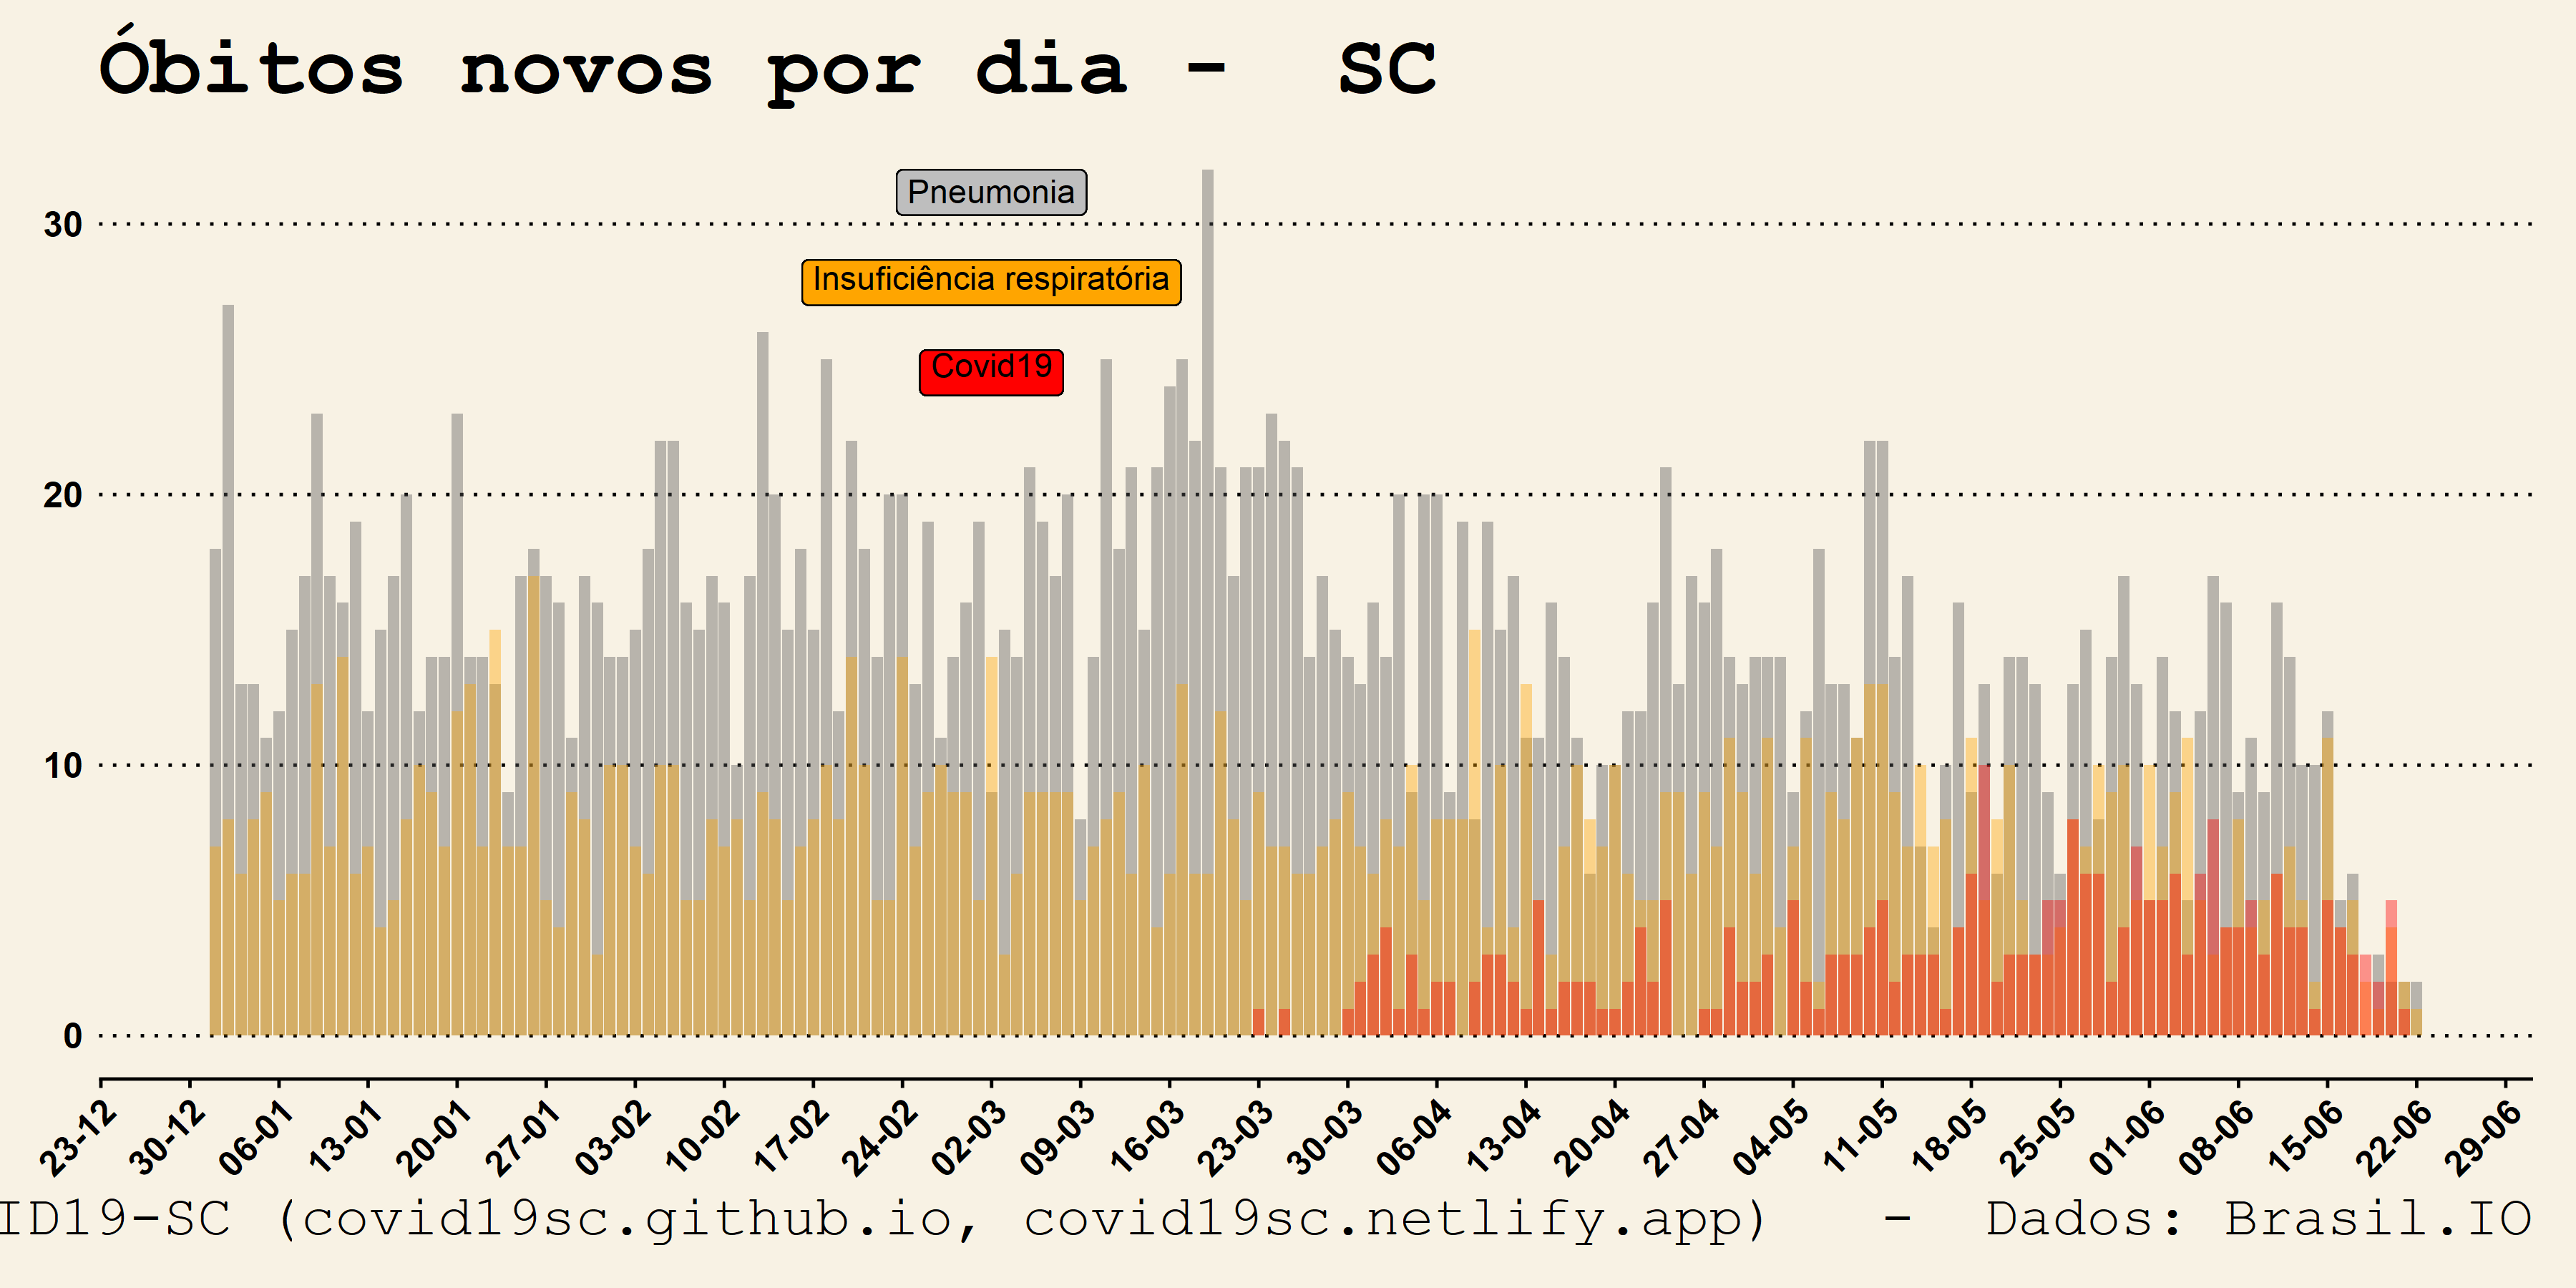 Óbitos novos por dia - SC
Pneumonia
Insuficiência respiratória
Covid19
30
20
10
0
23-12 30-12 06-01 13-01 20-01 27-01 03-02 10-02 17-02 24-02 02-03 09-03 16-03 23-03 30-03 06-04 13-04 20-04 27-04 04-05 11-05 18-05 25-05 01-06 08-06 15-06 22-06 29-06
ID19-SC (covid19sc.github.io, covid19sc.netlify.app) - Dados: Brasil.IO